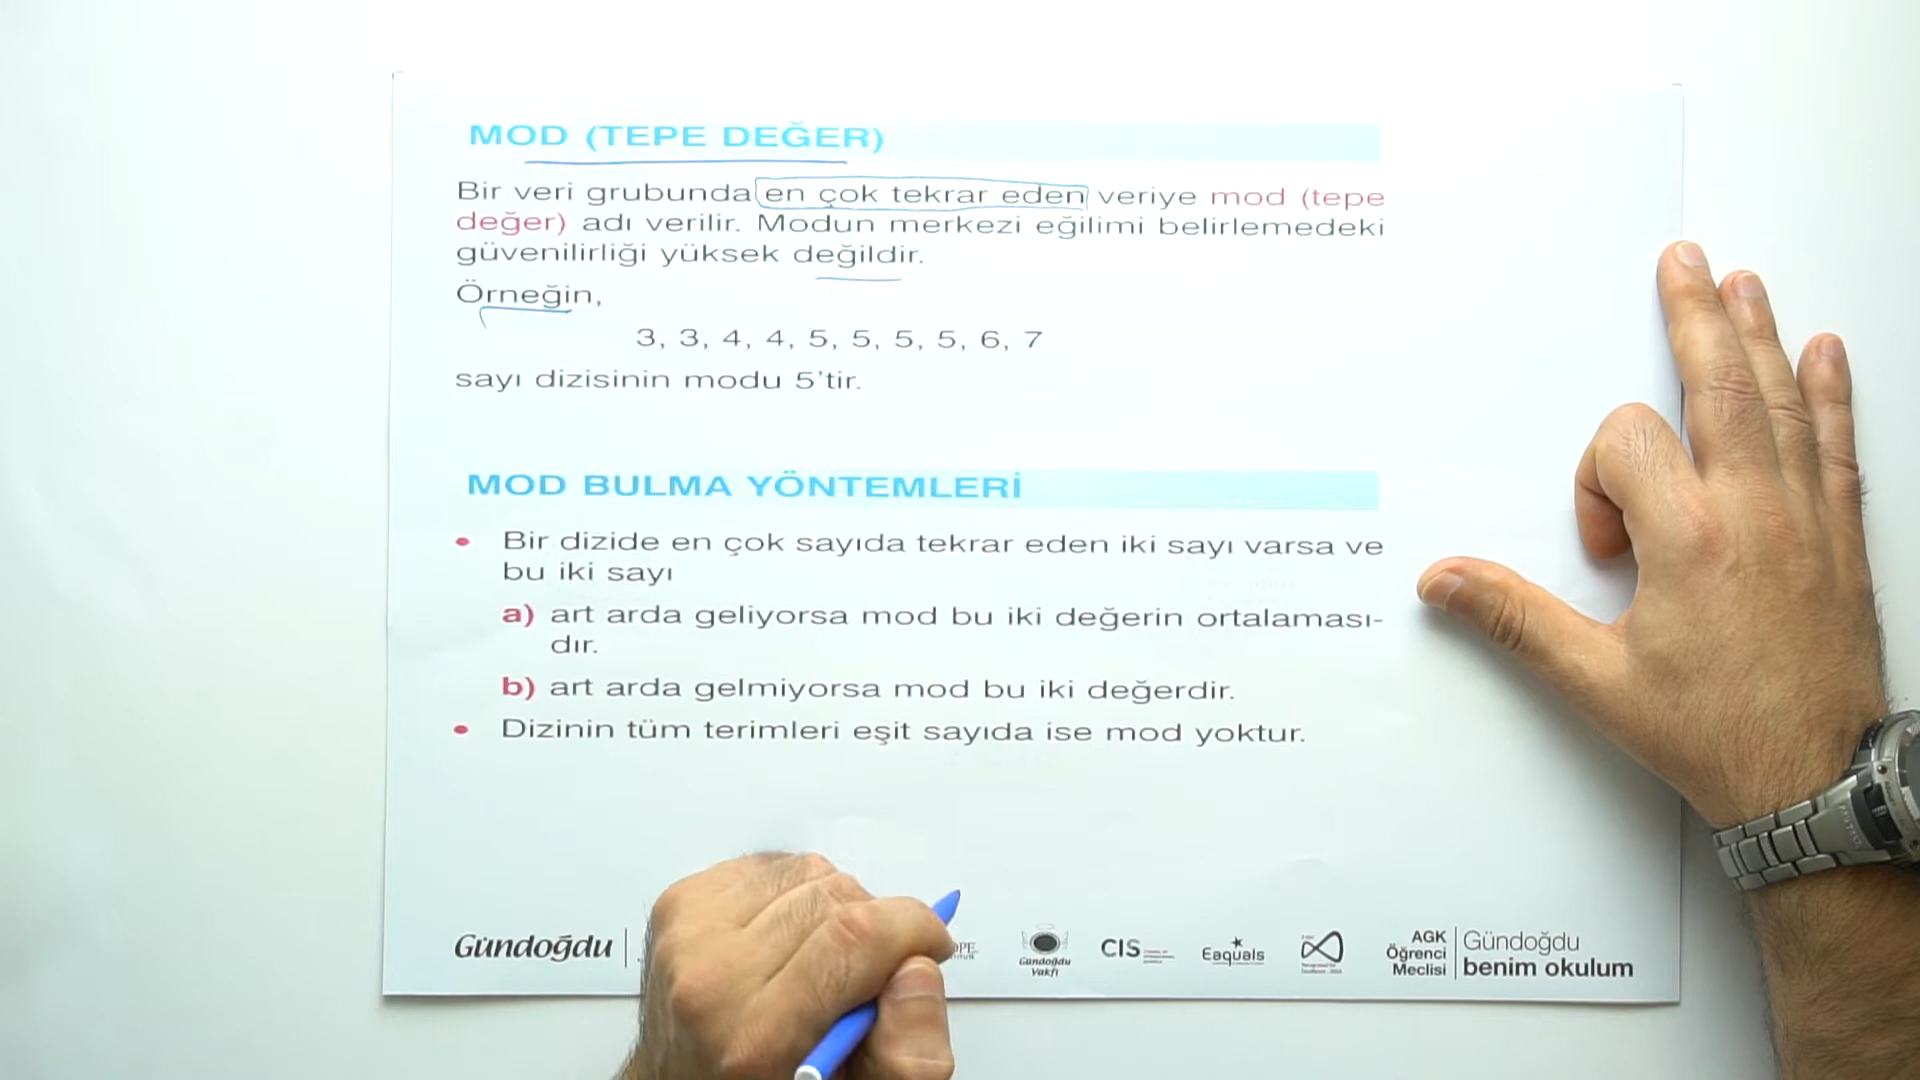 MOD (TEPE DEĞER)
Bir veri grubunda en çok tekrar eden veriye mod (tepe
değer) adı verilir. Modun merkezi eğilimi belirlemedeki
güvenilirliği yüksek değildir.
Örneğin,
3, 3, 4, 4, 5, 5, 5, 5, 6, 7
sayı dizisinin modu 5’tir.
MOD BULMA YÖNTEMLERİ
• Bir dizide en çok sayıda tekrar eden iki sayı varsa ve
bu iki sayı
a) art arda geliyorsa mod bu iki değerin ortalaması-
dır.
b) art arda gelmiyorsa mod bu iki değerdir.
• Dizinin tüm terimleri eşit sayıda ise mod yoktur.
Gündoğdu
Gündoğdu
Vakfı
CIS
Eaquals
AGK
Öğrenci
Meclisi
Gündoğdu
benim okulum